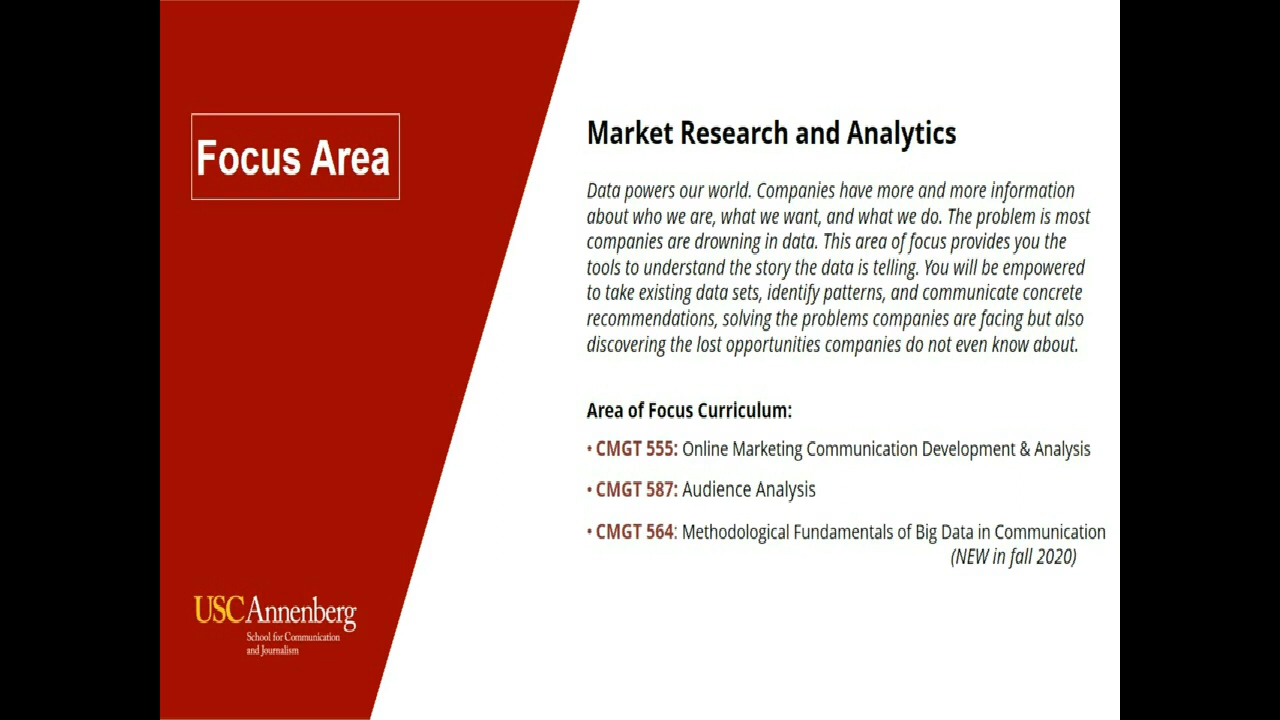 Focus Area
Market Research and Analytics
Data powers our world. Companies have more and more information
about who we are, what we want, and what we do. The problem is most
companies are drowning in data. This area of focus provides you the
tools to understand the story the data is telling. You will be empowered
to take existing data sets, identify patterns, and communicate concrete
recommendations, solving the problems companies are facing but also
discovering the lost opportunities companies do not even know about.
Area of Focus Curriculum:
• CMGT 555: Online Marketing Communication Development & Analysis
• CMGT 587: Audience Analysis
• CMGT 564: Methodological Fundamentals of Big Data in Communication
(NEW in fall 2020)
USC Annenberg
School for Communication
and Journalism